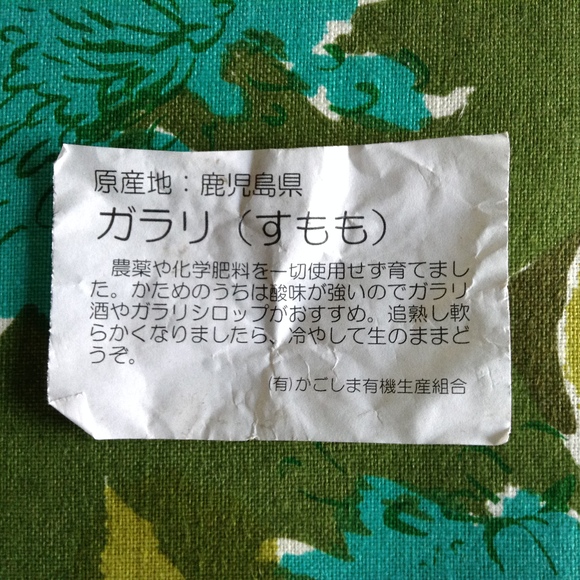 原産地：鹿児島県
ガラリ（すもも）
農薬や化学肥料を一切使用せず育てまし
た。かためのうちは酸味が強いのでガラリ
酒やガラリシロップがおすすめ。追熟し軟
らかくなりましたら、冷やして生のままど
うぞ。
(有)かごしま有機生産組合